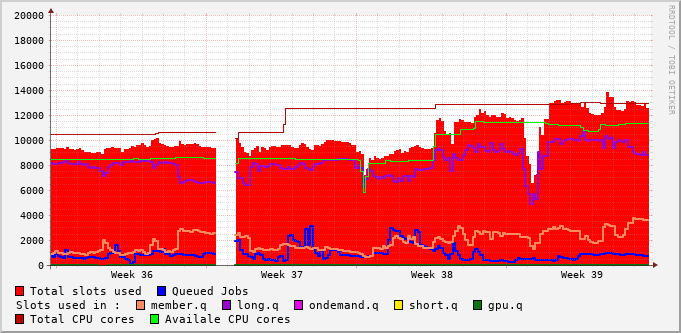 20000
18000
16000
14000
12000
10000
8000
6000
4000
2000
0
Week 36 Week 37 Week 38 Week 39
RRDTOOL / TOBI OETIKER
Total slots used Queued Jobs
Slots used in : member.q long.q ondemand.q short.q gpu.q
Total CPU cores Availale CPU cores